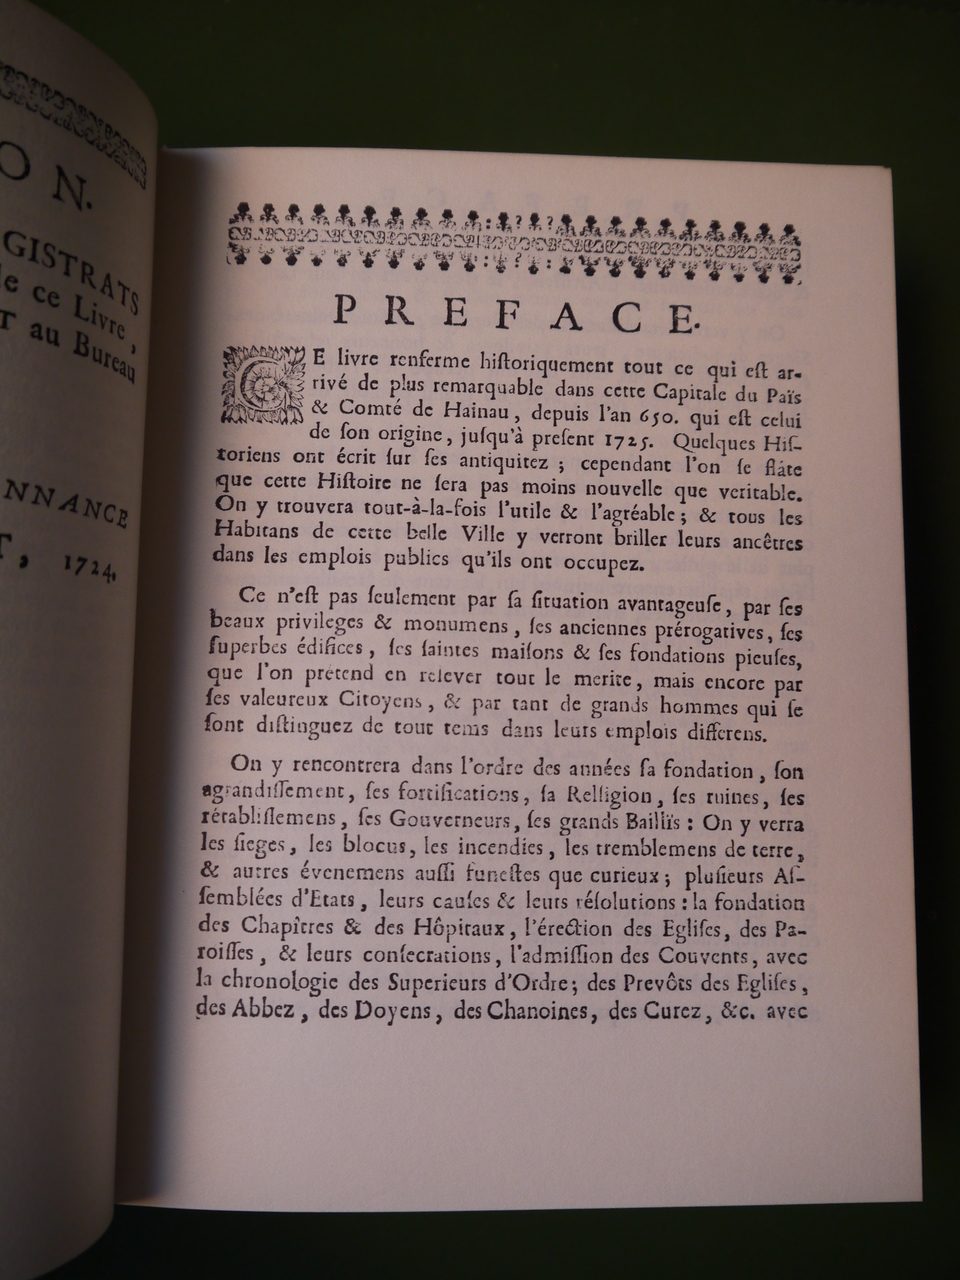 ON.
GISTRATS
e ce Livre,
T au Bureau
NNANCE
T, 1724.
PREFACE.
CE livre renferme hiſtoriquement tout ce qui eſt ar-
rivé de plus remarquable dans cette Capitale du Païs
& Comté de Hainau, depuis l'an 650. qui eſt celui
de ſon origine, juſqu'à preſent 1725. Quelques Hiſ-
toriens ont écrit ſur ſes antiquitez ; cependant l'on ſe flâte
que cette Hiſtoire ne ſera pas moins nouvelle que veritable.
On y trouvera tout-à-la-fois l'utile & l'agréable ; & tous les
Habitans de cette belle Ville y verront briller leurs ancêtres
dans les emplois publics qu'ils ont occupez.
Ce n'eſt pas ſeulement par ſa ſituation avantageuſe, par ſes
beaux privileges & monumens, ſes anciennes prérogatives, ſes
ſuperbes édifices, ſes ſaintes maiſons & ſes fondations pieuſes,
que l'on prétend en relever tout le merite, mais encore par
ſes valeureux Citoyens, & par tant de grands hommes qui ſe
ſont diſtinguez de tout tems dans leurs emplois differens.
On y rencontrera dans l'ordre des années ſa fondation, ſon
agrandiſſement, ſes fortifications, ſa Relligion, ſes ruines, ſes
rétabliſſemens, ſes Gouverneurs, ſes grands Baillïs : On y verra
les ſieges, les blocus, les incendies, les tremblemens de terre,
& autres évenemens auſſi funeſtes que curieux ; pluſieurs Aſ-
ſemblées d'Etats, leurs cauſes & leurs réſolutions : la fondation
des Chapîtres & des Hôpitaux, l'érection des Egliſes, des Pa-
roiſſes, & leurs conſecrations, l'admiſſion des Couvents, avec
la chronologie des Superieurs d'Ordre ; des Prevôts des Egliſes,
des Abbez, des Doyens, des Chanoines, des Curez, &c. avec